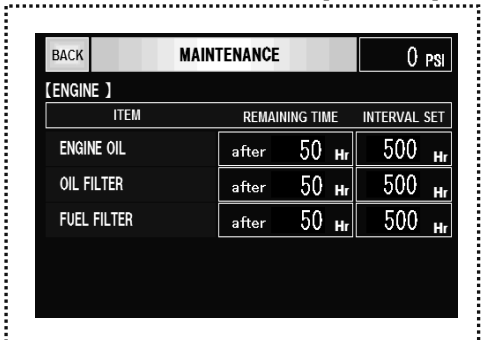 BACK MAINTENANCE 0 PSI
【ENGINE 】
ITEM REMAINING TIME INTERVAL SET
ENGINE OIL after 50 Hr 500 Hr
OIL FILTER after 50 Hr 500 Hr
FUEL FILTER after 50 Hr 500 Hr